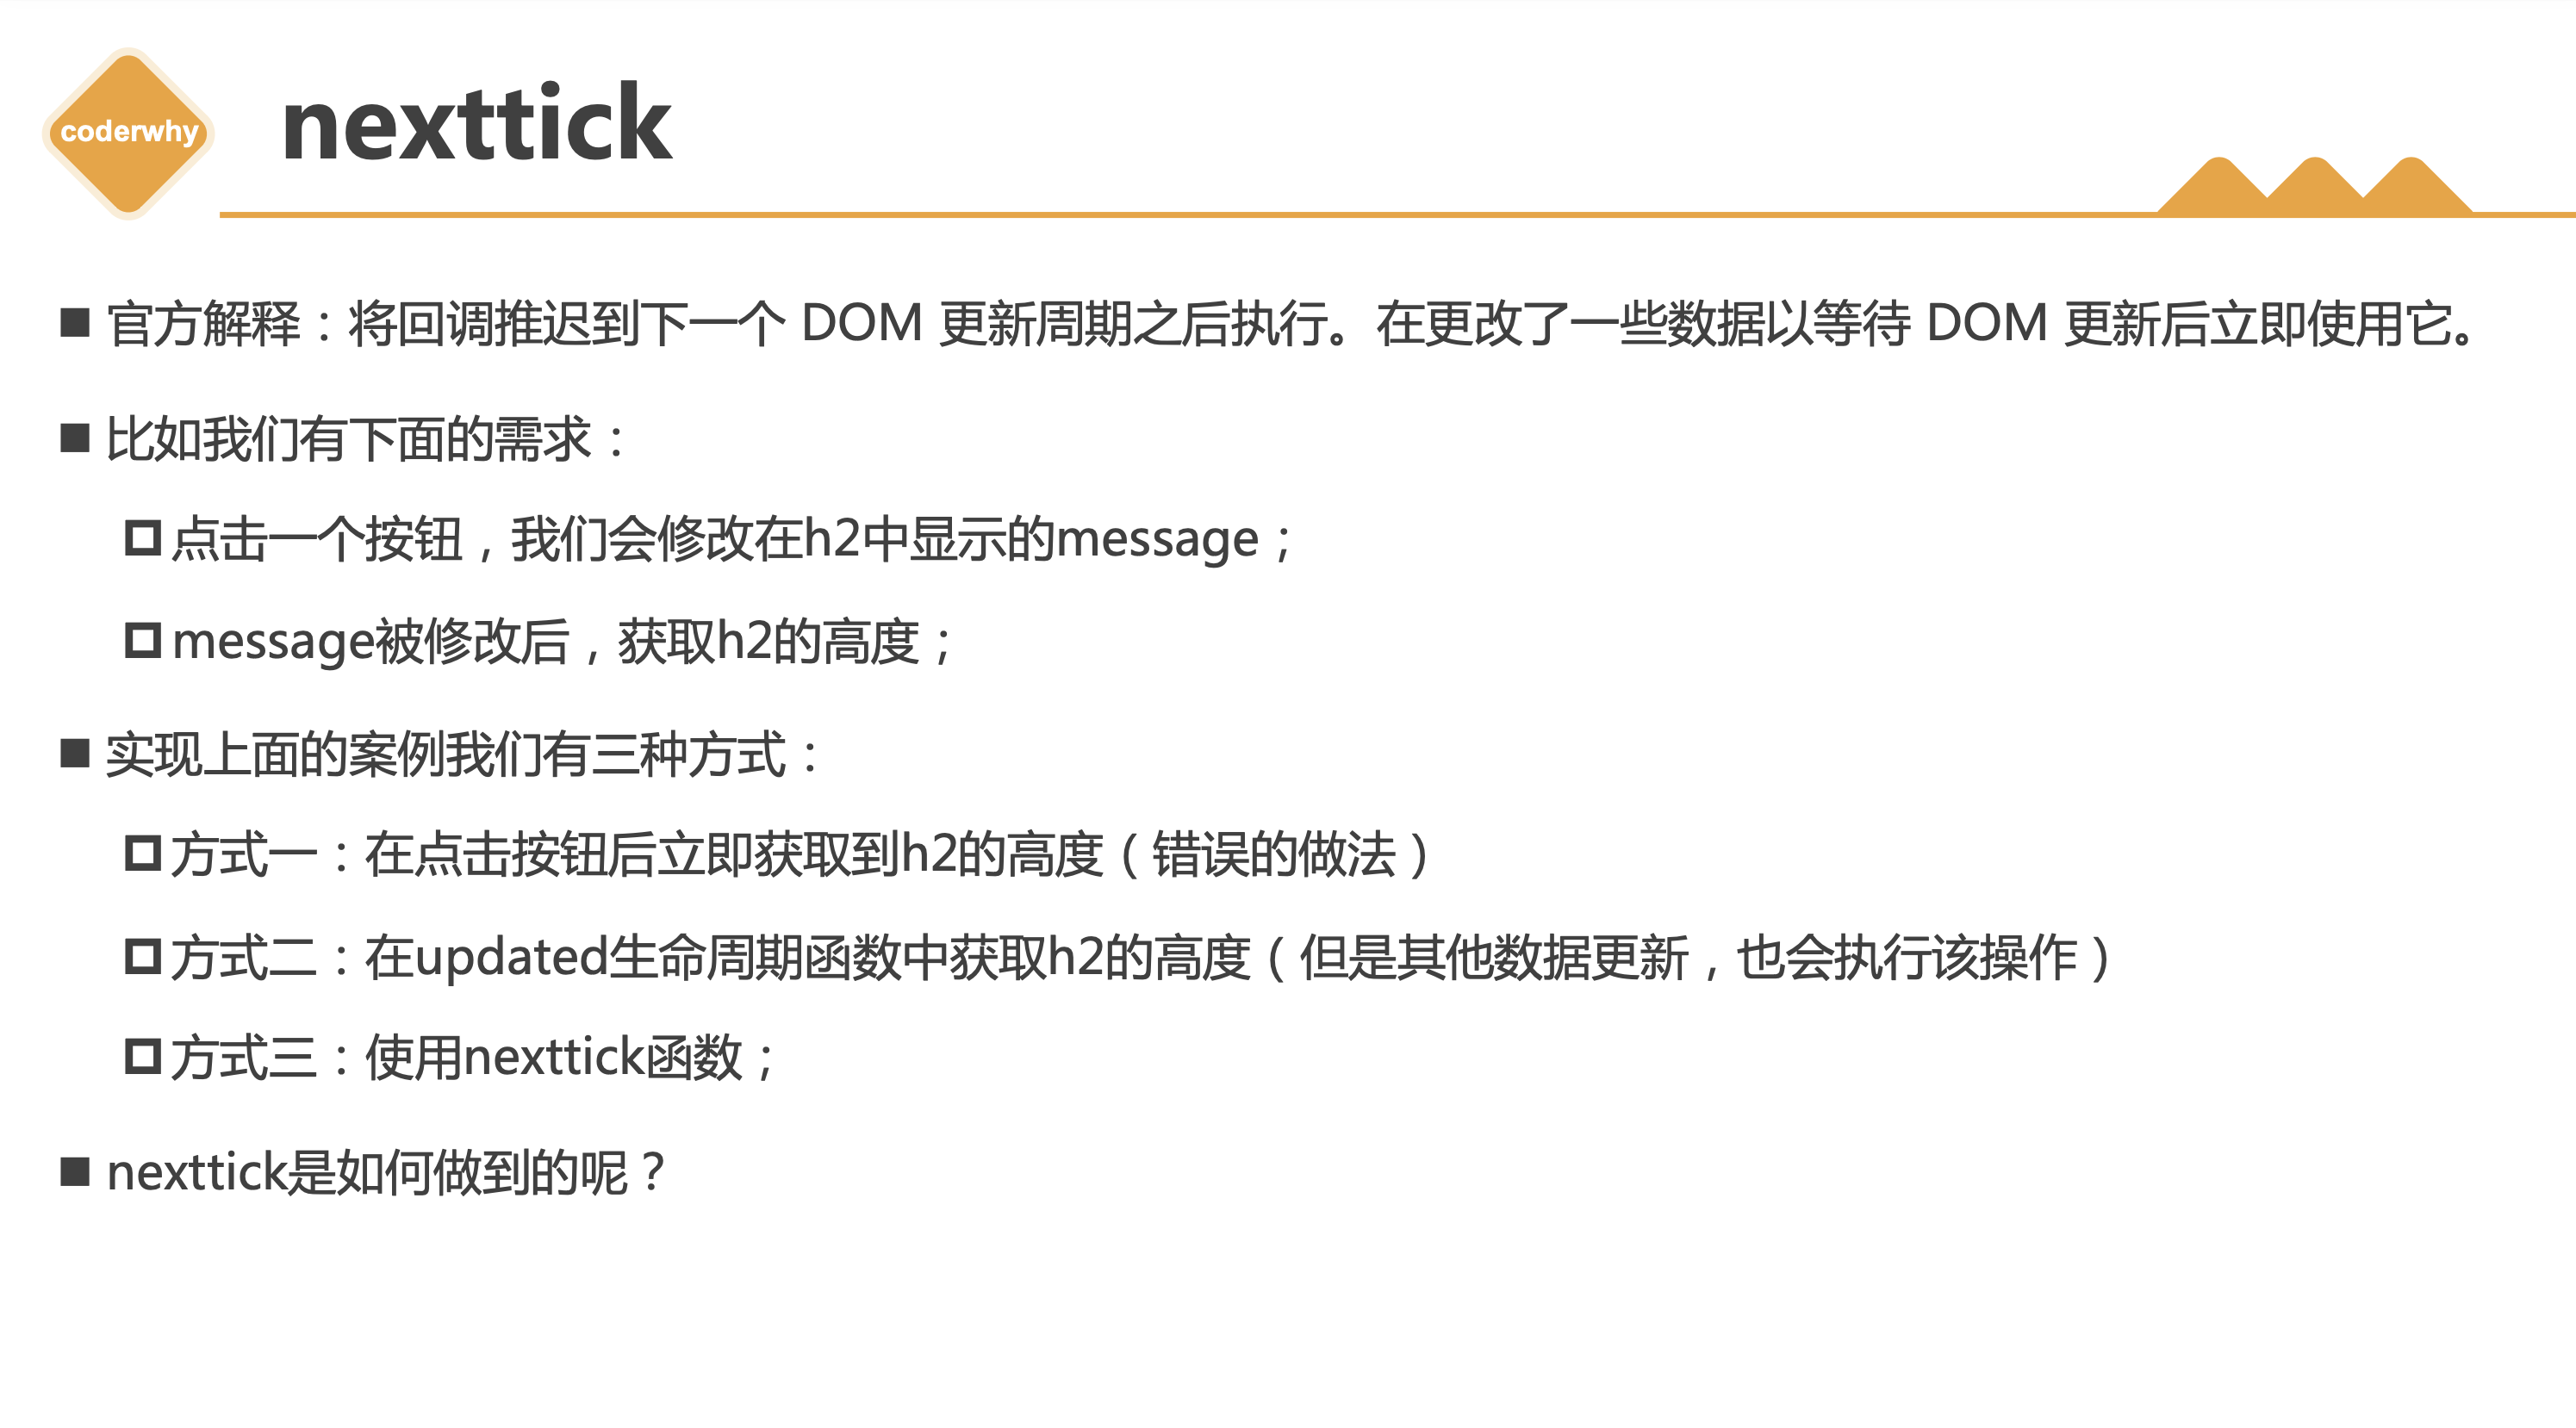 coderwhy
nexttick
官方解释：将回调推迟到下一个 DOM 更新周期之后执行。在更改了一些数据以等待 DOM 更新后立即使用它。
比如我们有下面的需求：
点击一个按钮，我们会修改在h2中显示的message；
message被修改后，获取h2的高度；
实现上面的案例我们有三种方式：
方式一：在点击按钮后立即获取到h2的高度（错误的做法）
方式二：在updated生命周期函数中获取h2的高度（但是其他数据更新，也会执行该操作）
方式三：使用nexttick函数；
nexttick是如何做到的呢？